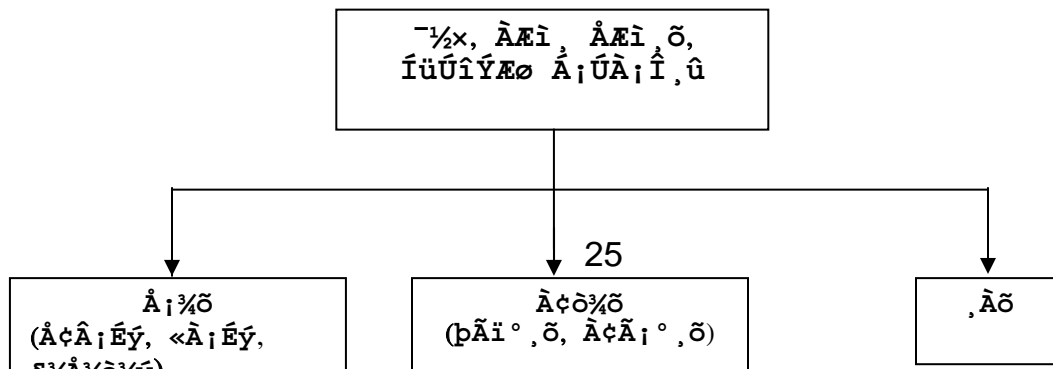 ¯½×, ÀÆì¸ ÅÆì¸õ,
ÍüÚîÝÆø Á¡ÚÀ¡Î¸û
25
Å¡¾õ
(Å¢Â¡Éý, «À¡Éý,
À¢ò¾õ
(þÃï°¸õ, À¢Ã¡°¸õ)
¸Àõ